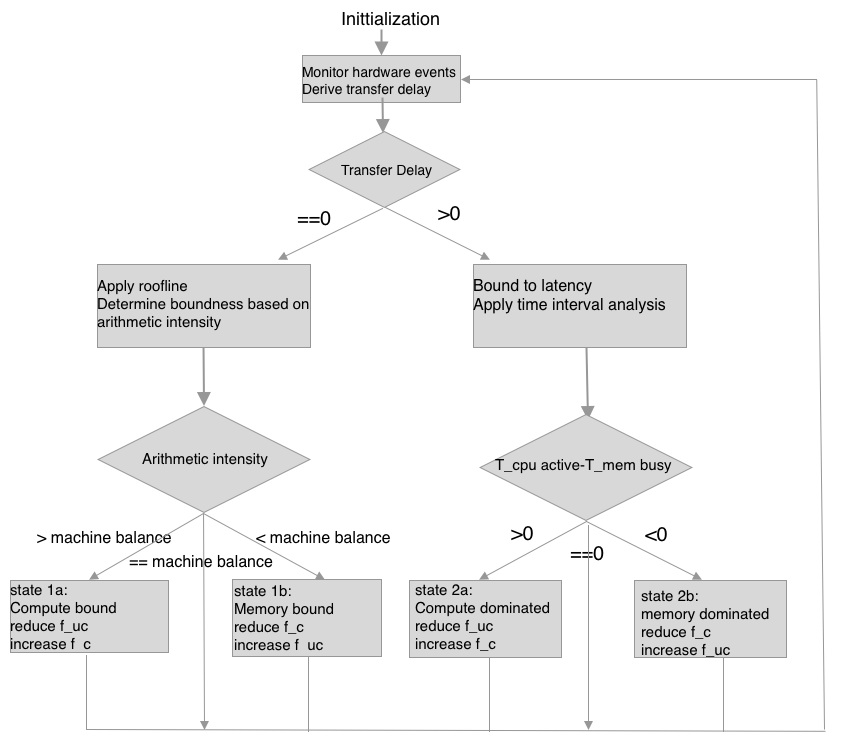 Inittialization
Monitor hardware events
Derive transfer delay
Transfer Delay
==0
>0
Apply roofline
Determine boundness based on
arithmetic intensity
Bound to latency
Apply time interval analysis
Arithmetic intensity
T_cpu active-T_mem busy
> machine balance
< machine balance
== machine balance
>0
<0
==0
state 1a:
Compute bound
reduce f_uc
increase f_c
state 1b:
Memory bound
reduce f_c
increase f_uc
state 2a:
Compute dominated
reduce f_uc
increase f_c
state 2b:
memory dominated
reduce f_c
increase f_uc